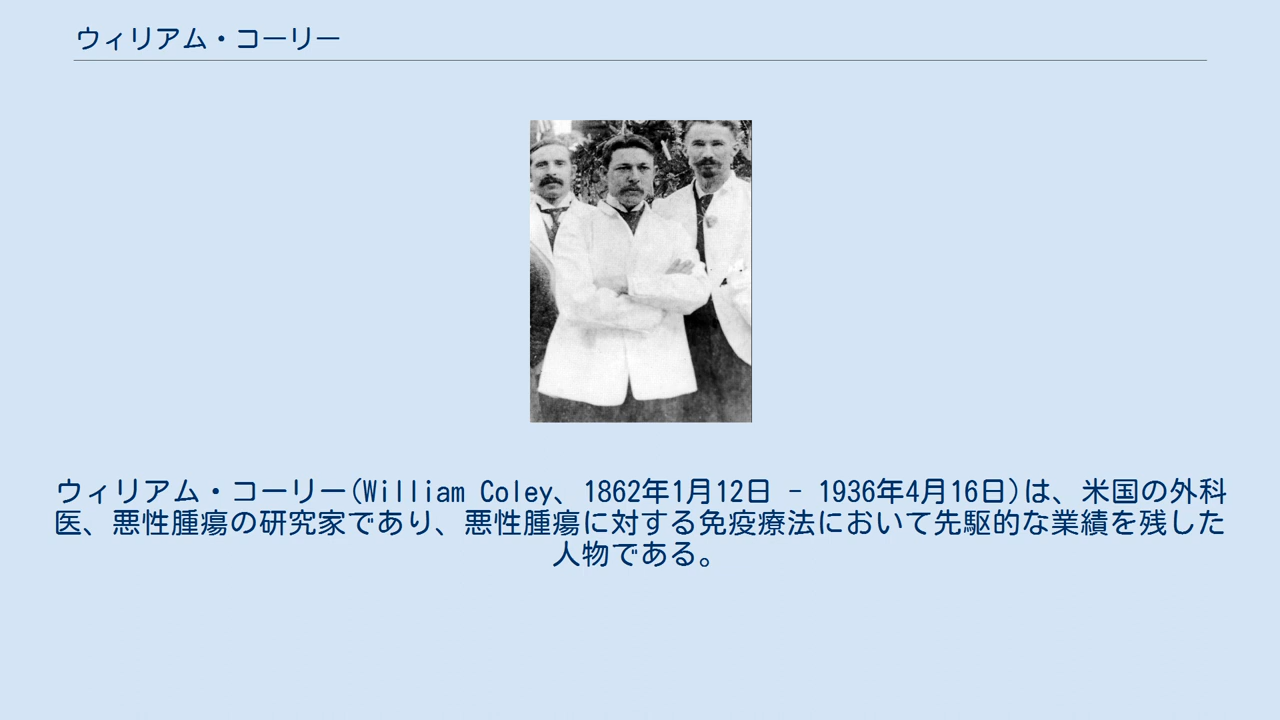 ウィリアム・コーリー
ウィリアム・コーリー(William Coley、1862年1月12日 - 1936年4月16日)は、米国の外科
医、悪性腫瘍の研究家であり、悪性腫瘍に対する免疫療法において先駆的な業績を残した
人物である。